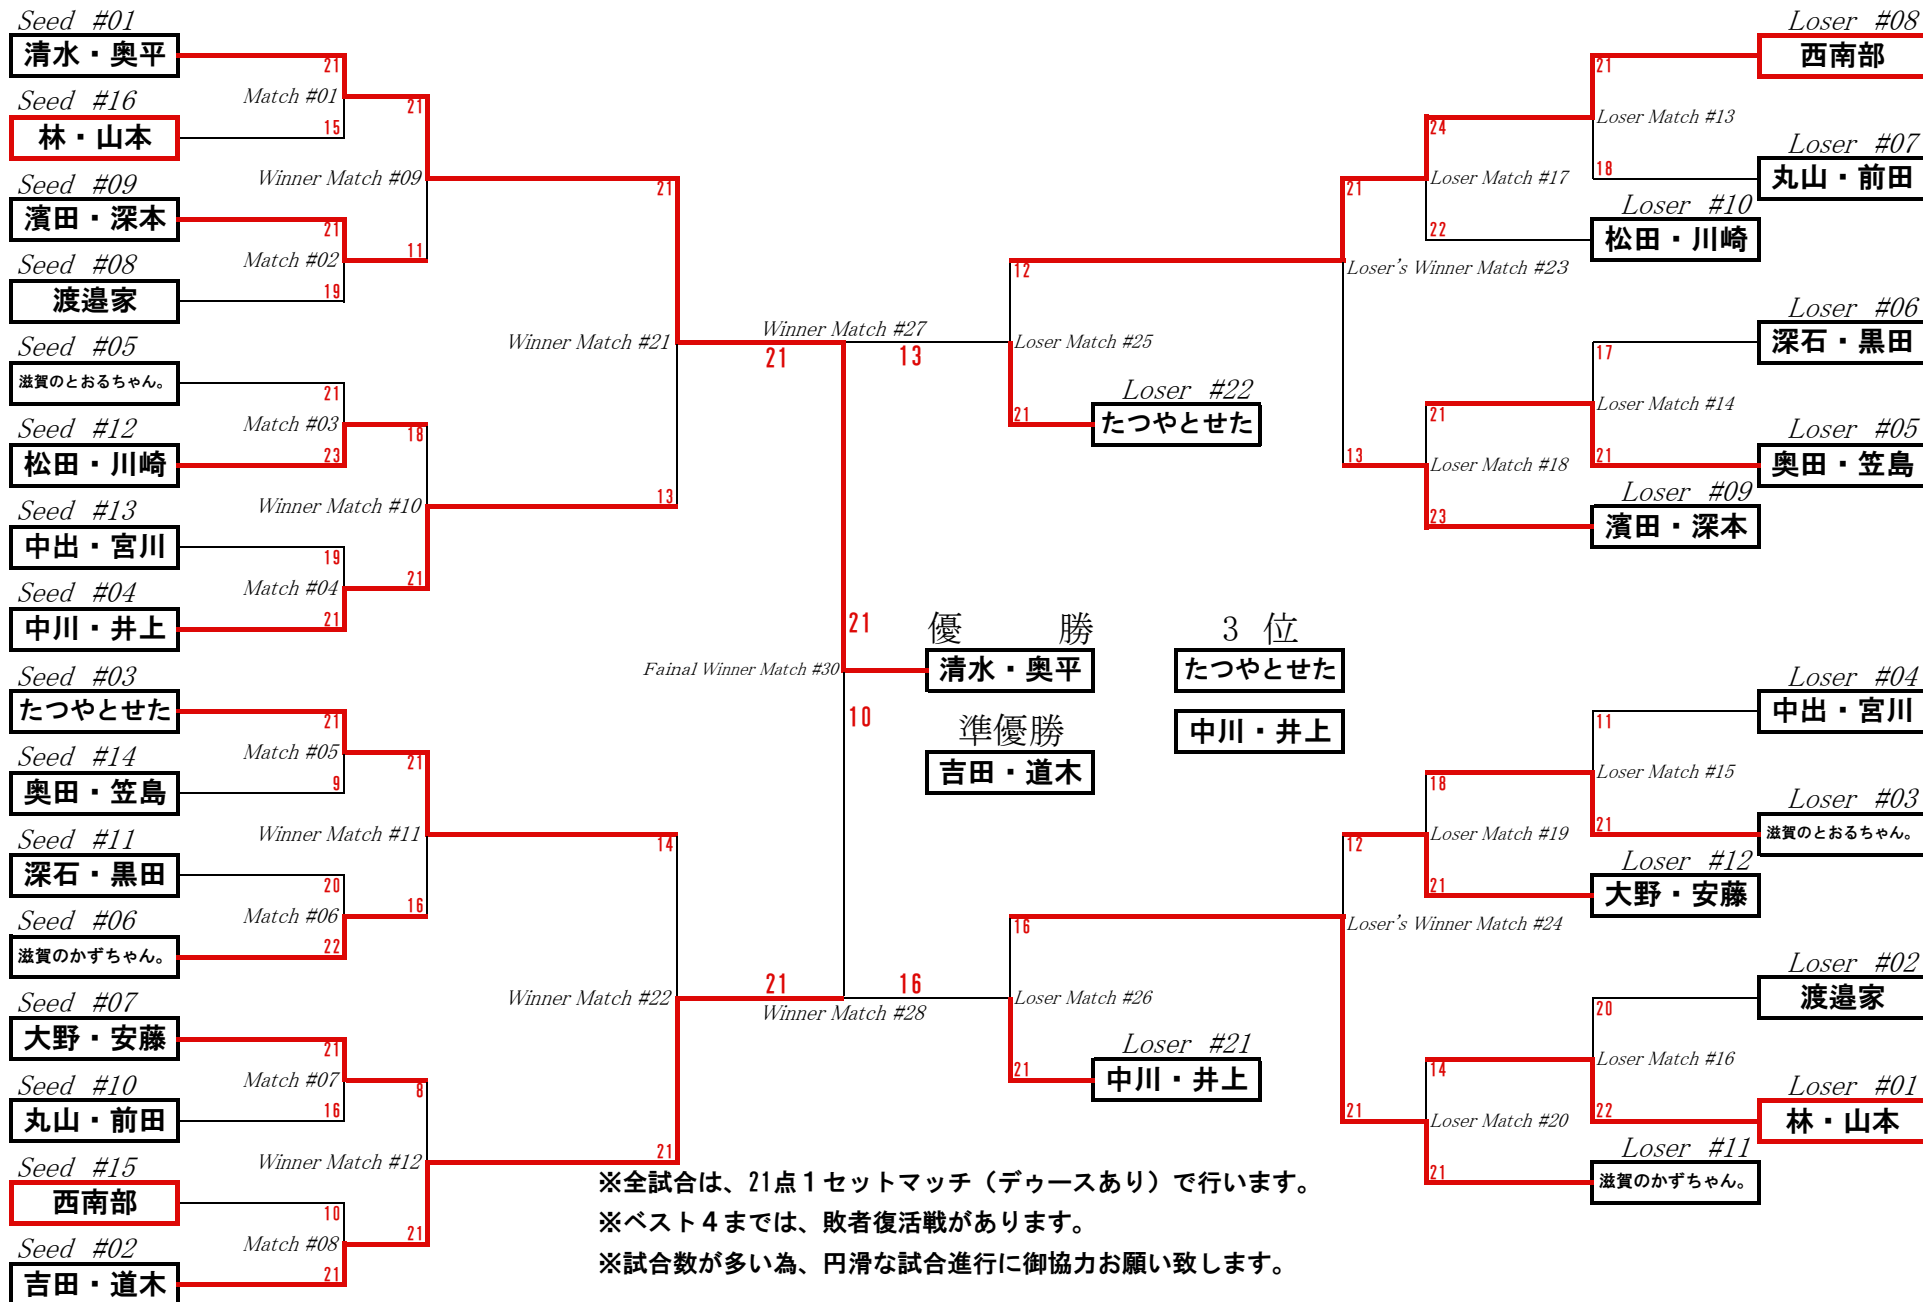 Seed #01
清水・奥平
21
Match #01
21
Seed #16
林・山本
15
Winner Match #09
21
Seed #09
濱田・深本
21
Match #02
11
Seed #08
渡邉家
19
Winner Match #21
21
Seed #05
滋賀のとおるちゃん。
21
Match #03
18
Seed #12
松田・川崎
23
Winner Match #10
13
Seed #13
中出・宮川
19
Match #04
21
Seed #04
中川・井上
21
Seed #03
たつやとせた
21
Match #05
21
Seed #14
奥田・笠島
9
Winner Match #11
14
Seed #11
深石・黒田
20
Match #06
16
Seed #06
滋賀のかずちゃん。
22
Winner Match #22
21
Seed #07
大野・安藤
21
Match #07
8
Seed #10
丸山・前田
16
Winner Match #12
21
Seed #15
西南部
10
Match #08
21
Seed #02
吉田・道木
21
Winner Match #27
13
21
Fainal Winner Match #30
10
Winner Match #28
16
優 勝
清水・奥平
準優勝
吉田・道木
3 位
たつやとせた
中川・井上
12
Loser Match #25
21
Loser #22
たつやとせた
16
Loser Match #26
21
Loser #21
中川・井上
Loser #08
西南部
21
Loser Match #13
24
Loser #07
丸山・前田
18
Loser Match #17
21
Loser #10
松田・川崎
22
Loser's Winner Match #23
Loser #06
深石・黒田
17
Loser Match #14
21
Loser #05
奥田・笠島
21
Loser Match #18
13
Loser #09
濱田・深本
23
Loser #04
中出・宮川
11
Loser Match #15
18
Loser #03
滋賀のとおるちゃん。
21
Loser Match #19
12
Loser #12
大野・安藤
21
Loser's Winner Match #24
Loser #02
渡邉家
20
Loser Match #16
14
Loser #01
林・山本
22
Loser Match #20
21
Loser #11
滋賀のかずちゃん。
21
※全試合は、21点1セットマッチ（デゥースあり）で行います。
※ベスト4までは、敗者復活戦があります。
※試合数が多い為、円滑な試合進行に御協力お願い致します。